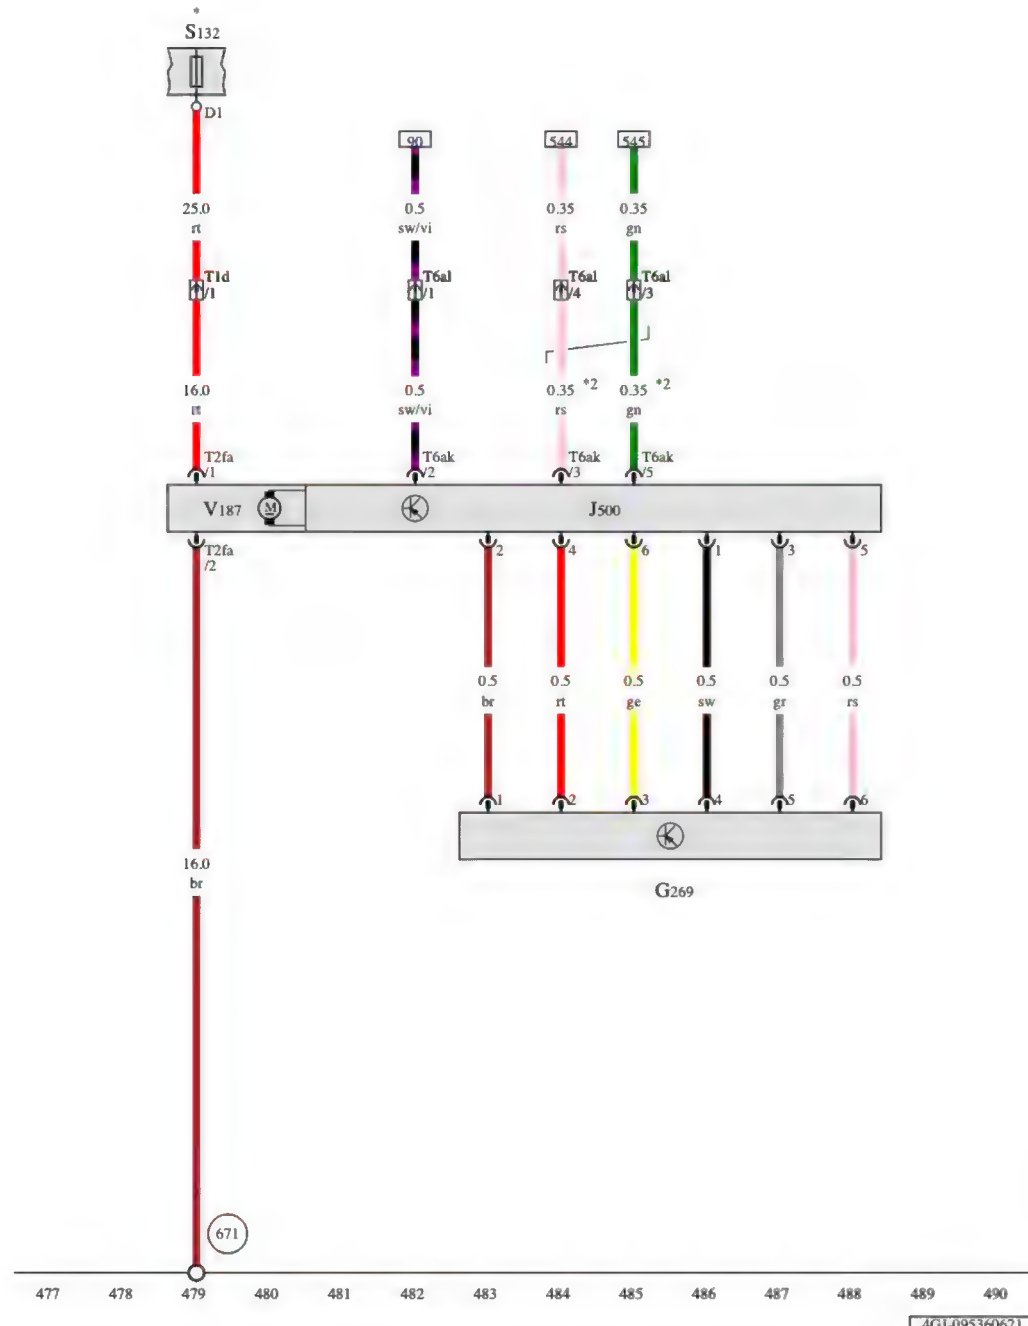 *
S132
D1
90 544 545
25.0 0.5 0.35 0.35
rt sw/vi rs gn
T1d T6al T6al T6al
/1 /1 /4 /3
16.0 0.5 0.35 *2 0.35 *2
rt sw/vi rs gn
T2fa T6ak T6ak T6ak
/1 /2 /3 /5
V187 M J500
T2fa 2 4 6 1 3 5
/2
0.5 0.5 0.5 0.5 0.5 0.5
br rt ge sw gr rs
1 2 3 4 5 6
16.0
br
G269
671
477 478 479 480 481 482 483 484 485 486 487 488 489 490
4G1-095360621